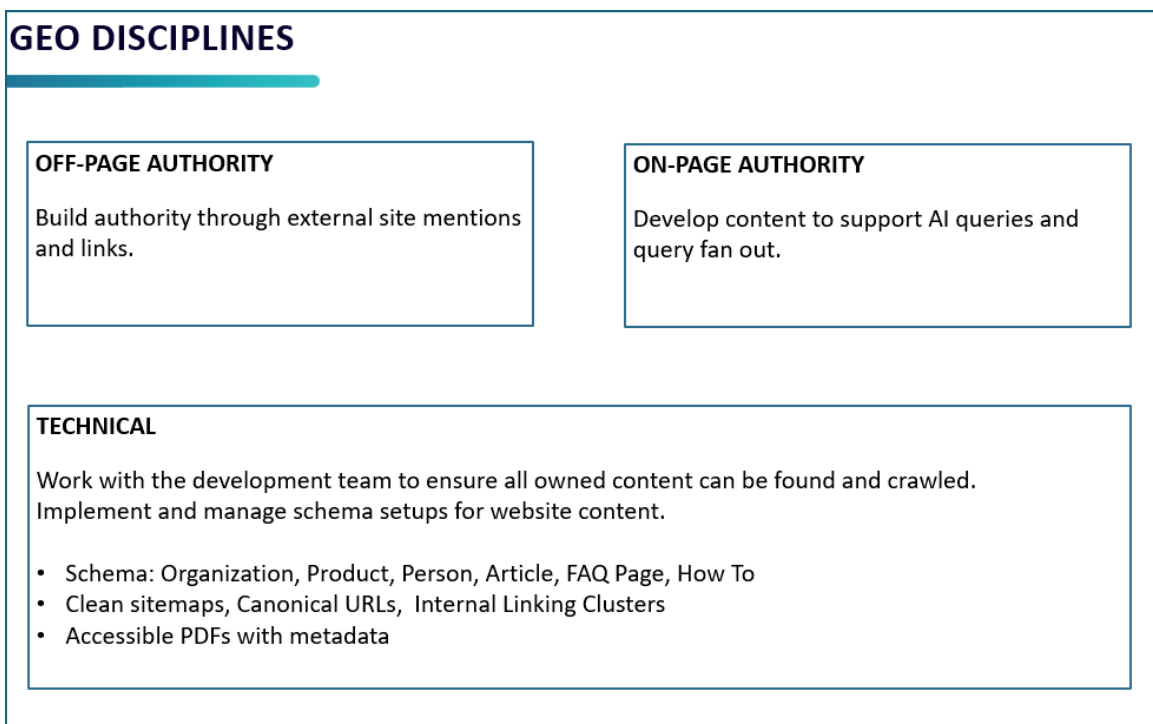 GEO DISCIPLINES
OFF-PAGE AUTHORITY
Build authority through external site mentions
and links.
ON-PAGE AUTHORITY
Develop content to support AI queries and
query fan out.
TECHNICAL
Work with the development team to ensure all owned content can be found and crawled.
Implement and manage schema setups for website content.
• Schema: Organization, Product, Person, Article, FAQ Page, How To
• Clean sitemaps, Canonical URLs,  Internal Linking Clusters
• Accessible PDFs with metadata